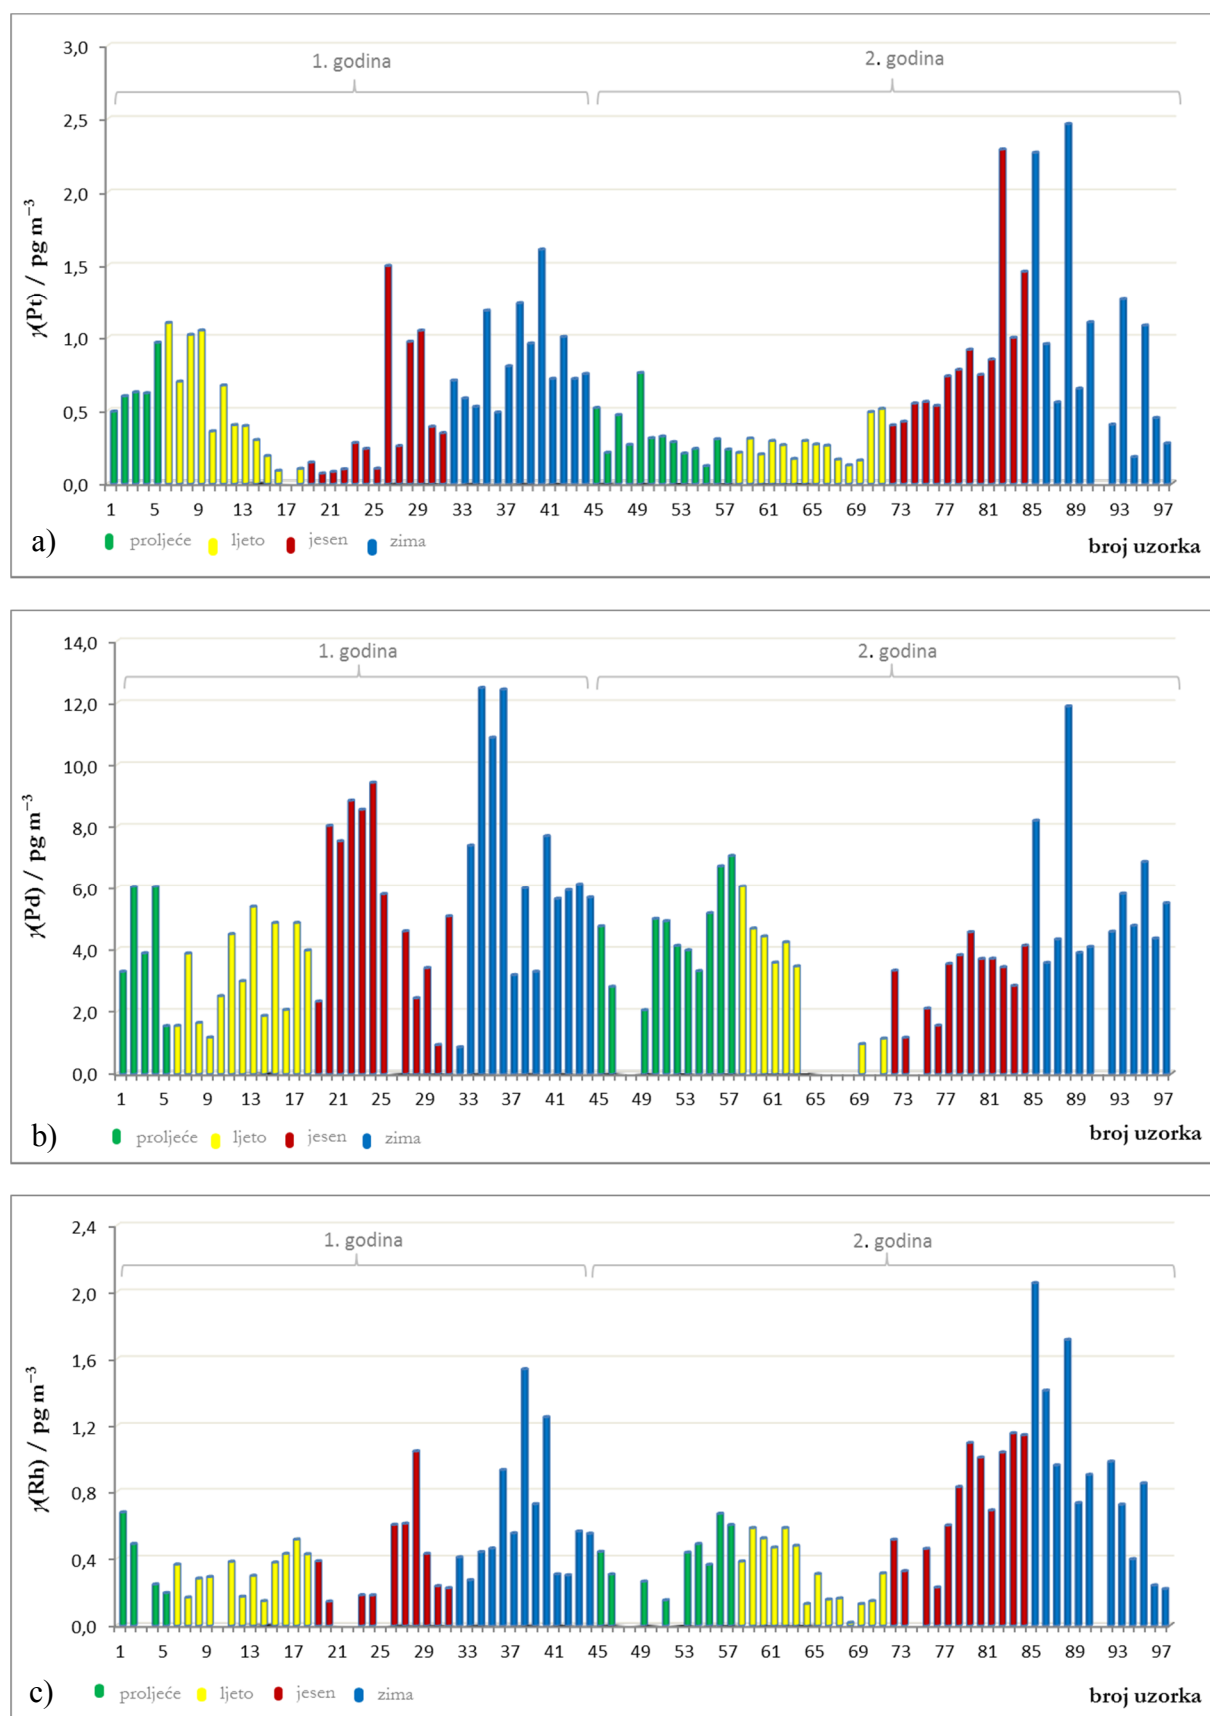 3,0
1. godina
2. godina
2,5
2,0
1,5
1,0
0,5
0,0
γ(Pt) / pg m⁻³
1 5 9 13 17 21 25 29 33 37 41 45 49 53 57 61 65 69 73 77 81 85 89 93 97
a)
proljeće ljeto jesen zima
broj uzorka
14,0
1. godina
2. godina
12,0
10,0
8,0
6,0
4,0
2,0
0,0
γ(Pd) / pg m⁻³
1 5 9 13 17 21 25 29 33 37 41 45 49 53 57 61 65 69 73 77 81 85 89 93 97
b)
proljeće ljeto jesen zima
broj uzorka
2,4
1. godina
2. godina
2,0
1,6
1,2
0,8
0,4
0,0
γ(Rh) / pg m⁻³
1 5 9 13 17 21 25 29 33 37 41 45 49 53 57 61 65 69 73 77 81 85 89 93 97
c)
proljeće ljeto jesen zima
broj uzorka